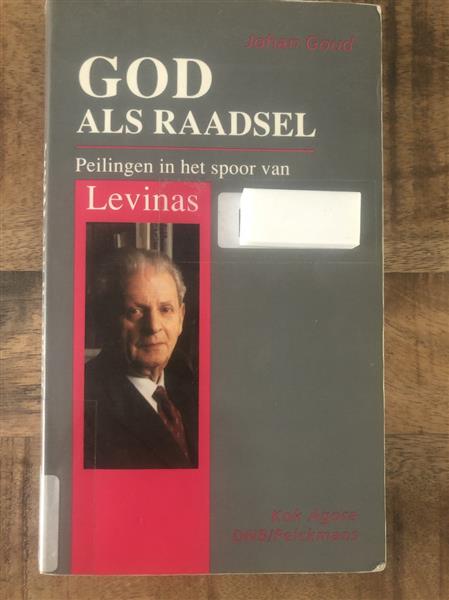 Johan Goud
GOD
ALS RAADSEL
Peilingen in het spoor van
Levinas
Kok Agora
DNB/Pelckmans